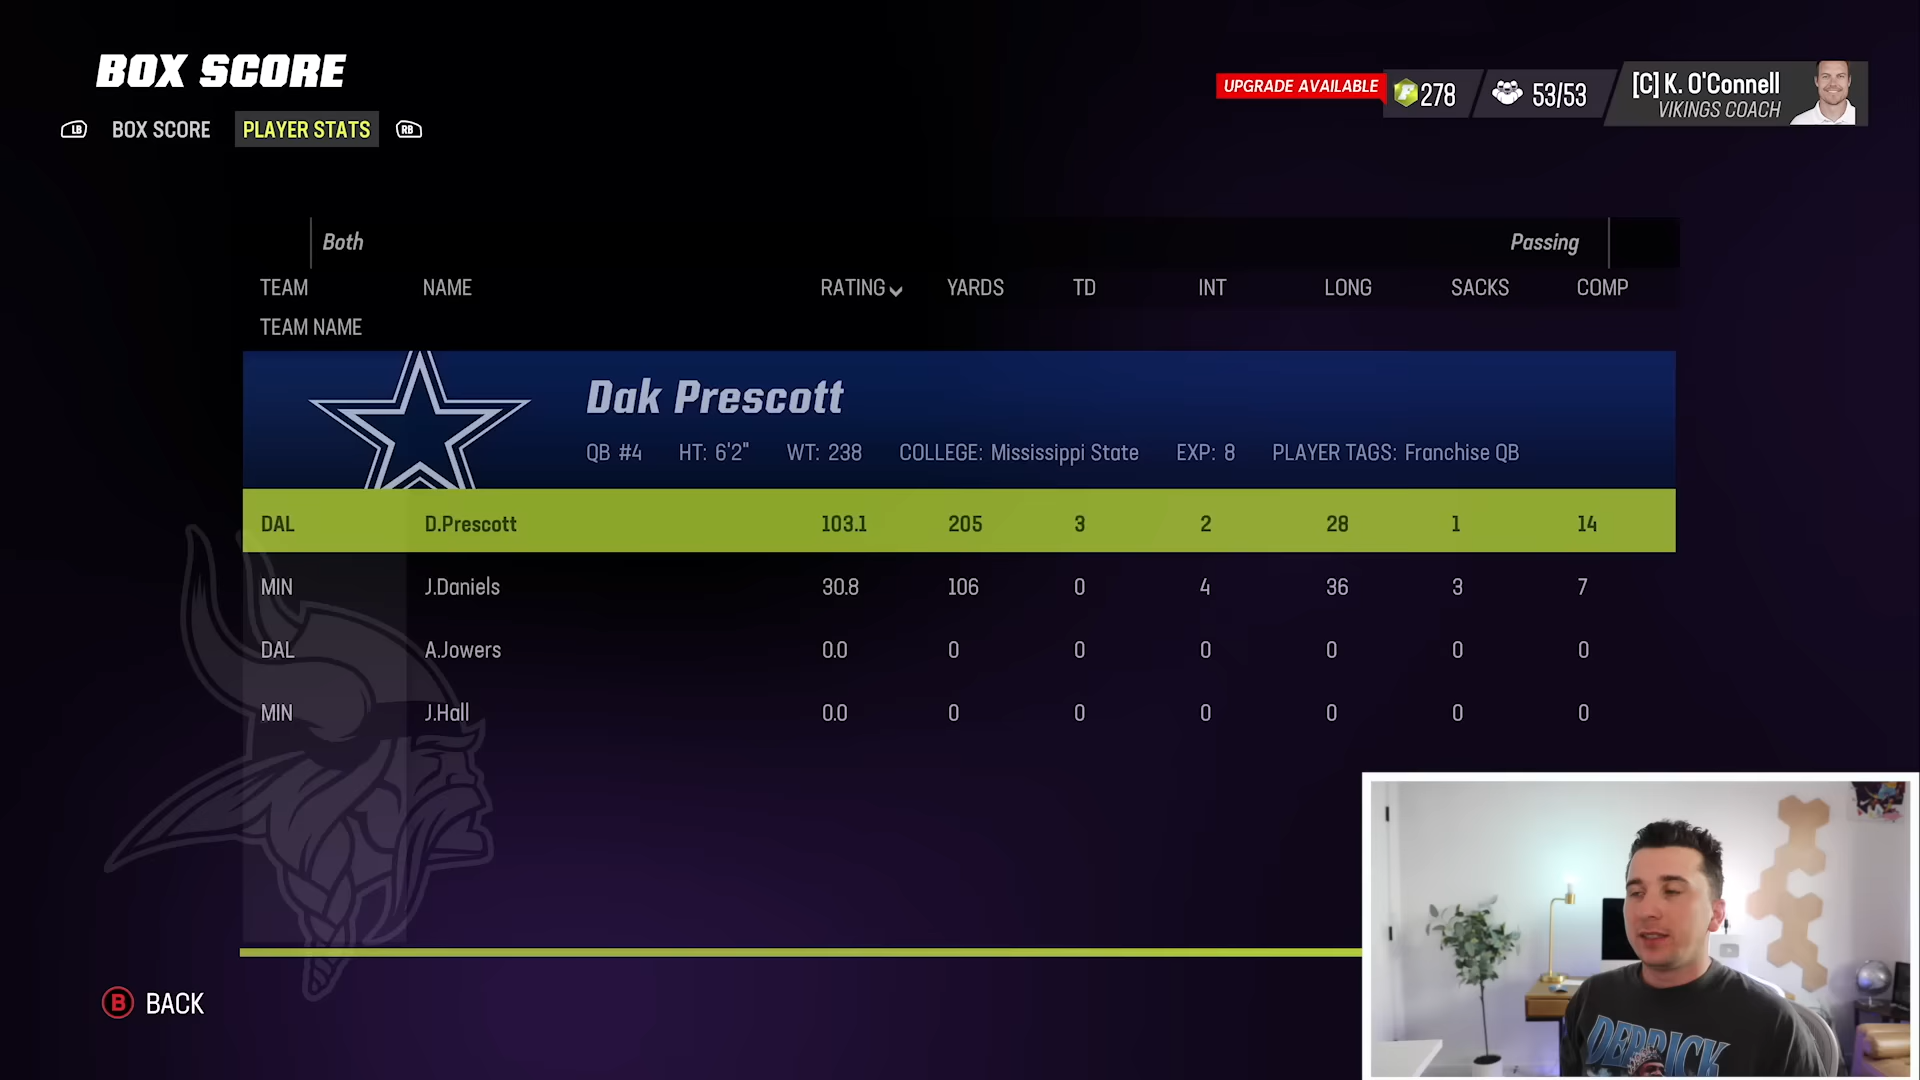 BOX SCORE
UPGRADE AVAILABLE
278
53/53
[C] K. O'Connell
VIKINGS COACH
LB BOX SCORE PLAYER STATS RB
Both Passing
TEAM NAME RATING YARDS TD INT LONG SACKS COMP
TEAM NAME
Dak Prescott
QB #4 HT: 6'2" WT: 238 COLLEGE: Mississippi State EXP: 8 PLAYER TAGS: Franchise QB
DAL D.Prescott 103.1 205 3 2 28 1 14
MIN J.Daniels 30.8 106 0 4 36 3 7
DAL A.Jowers 0.0 0 0 0 0 0 0
MIN J.Hall 0.0 0 0 0 0 0 0
B BACK
DERRICK